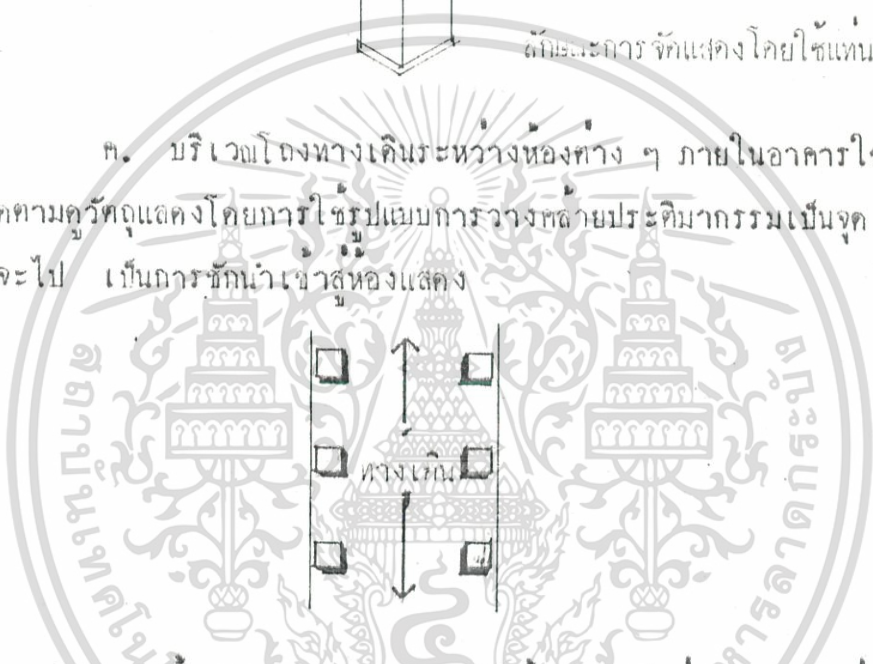 ลักษณะการจัดแสดงโดยใช้แท่น
ค. บริเวณโถงทางเดินระหว่างห้องต่าง ๆ ภายในอาคารใ
ตามดูวัตถุแสดงโดยการใช้รูปแบบการวางคล้ายประติมากรรมเป็นจุด
จะไป เป็นการชักนำเข้าสู่ห้องแสดง
ทางเดิน